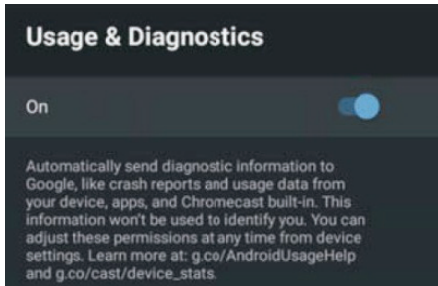 Usage & Diagnostics
On
Automatically send diagnostic information to
Google, like crash reports and usage data from
your device, apps, and Chromecast built-in. This
information won't be used to identify you. You can
adjust these permissions at any time from device
settings. Learn more at: g.co/AndroidUsageHelp
and g.co/cast/device_stats.